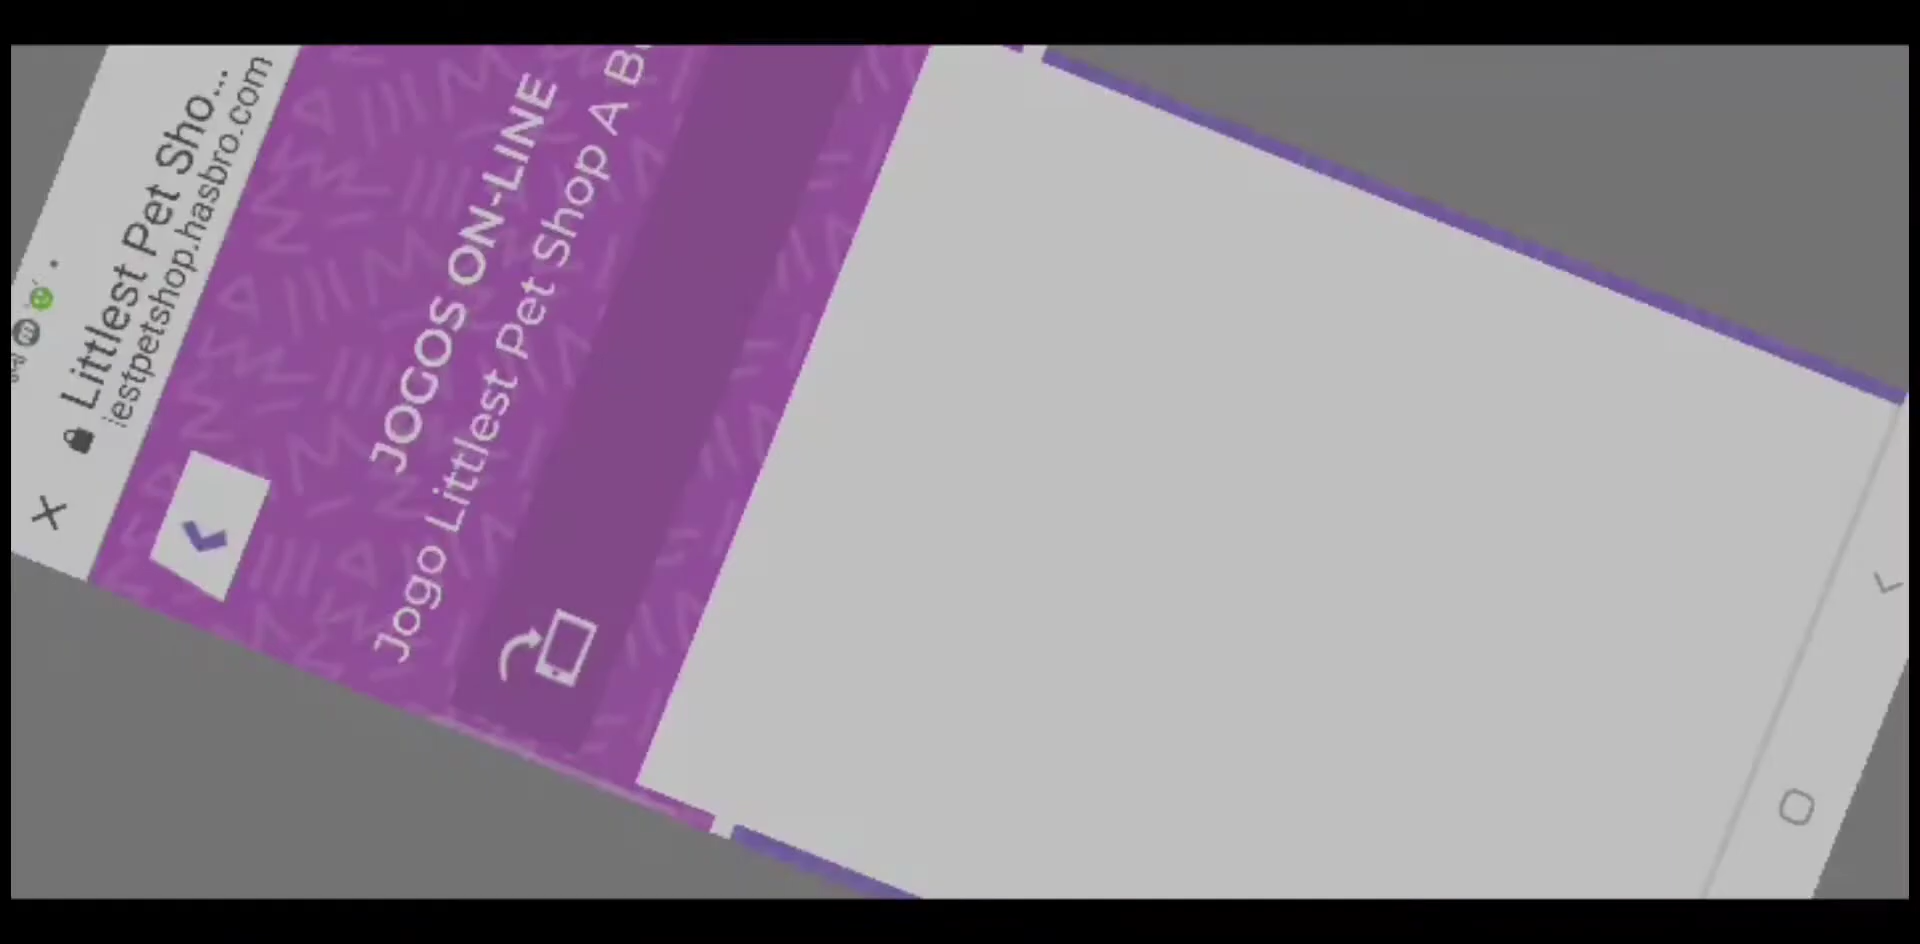 Littlest Pet Sho...
iestpetshop.hasbro.com
JOGOS ON-LINE
Jogo Littlest Pet Shop A